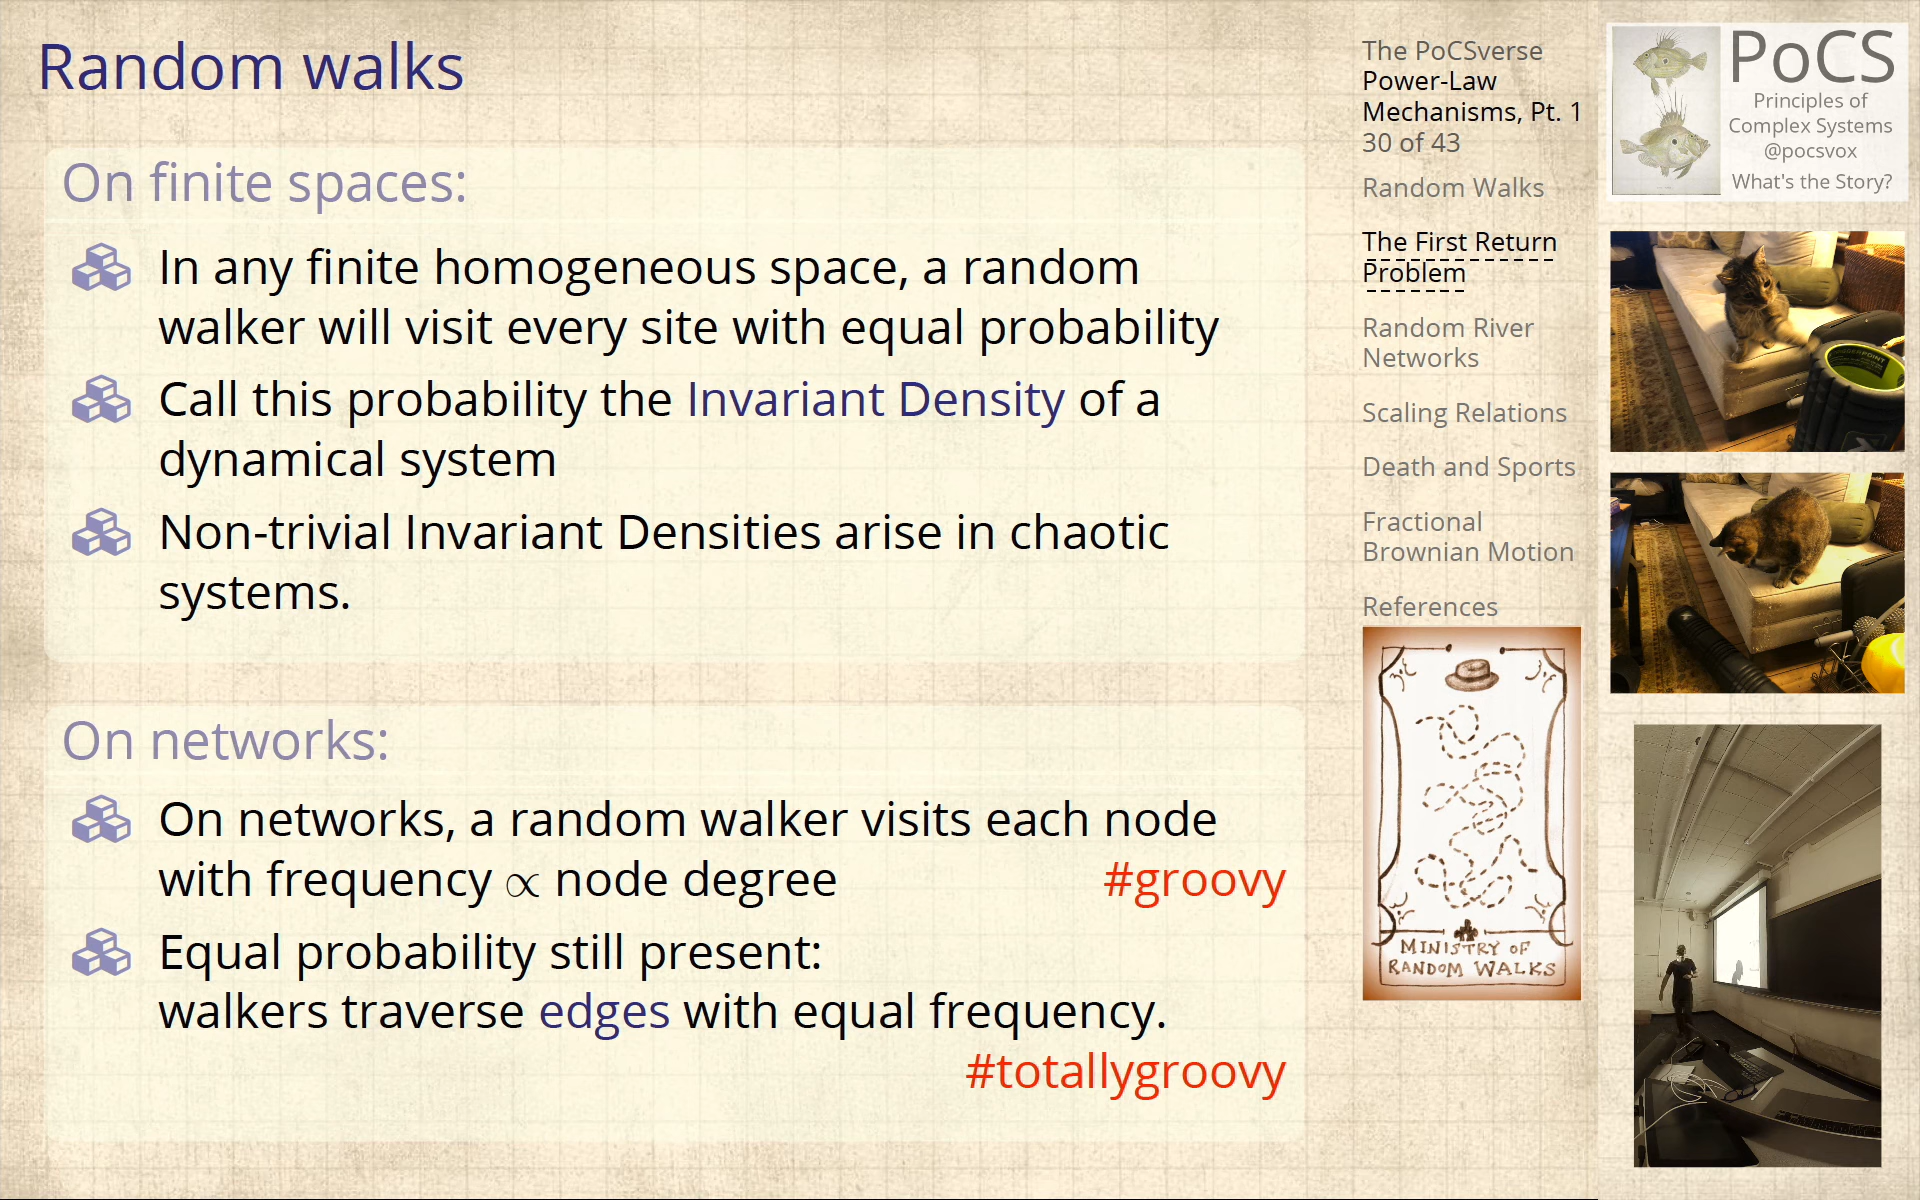 Random walks
On finite spaces:
In any finite homogeneous space, a random
walker will visit every site with equal probability
Call this probability the Invariant Density of a
dynamical system
Non-trivial Invariant Densities arise in chaotic
systems.
On networks:
On networks, a random walker visits each node
with frequency ∝ node degree #groovy
Equal probability still present:
walkers traverse edges with equal frequency.
#totallygroovy
The PoCSverse
Power-Law
Mechanisms, Pt. 1
30 of 43
Random Walks
The First Return
Problem
Random River
Networks
Scaling Relations
Death and Sports
Fractional
Brownian Motion
References
MINISTRY OF
RANDOM WALKS
PoCS
Principles of
Complex Systems
@pocsvox
What's the Story?